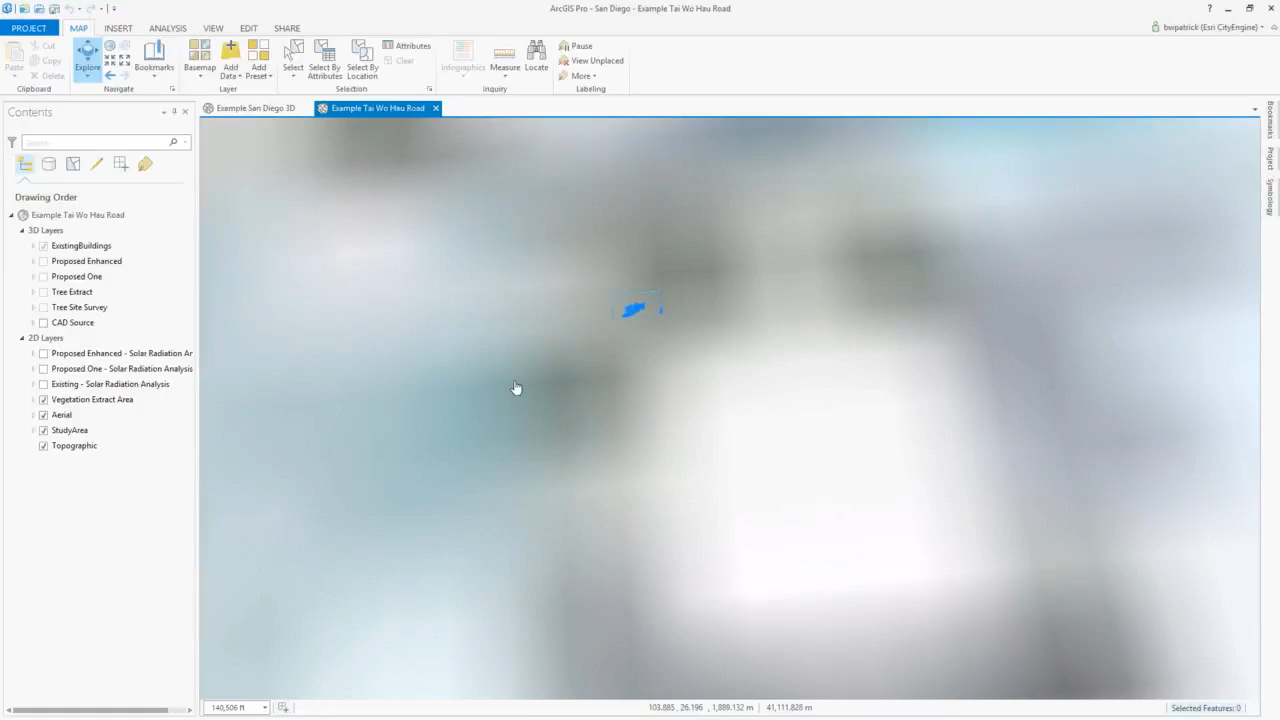 ArcGIS Pro - San Diego - Example Tai Wo Hau Road
?
bwpatrick (Esri CityEngine)
PROJECT MAP INSERT ANALYSIS VIEW EDIT SHARE
Paste
Cut
Copy
Delete
Clipboard
Explore
Bookmarks
Navigate
Basemap
Add Data
Add Preset
Layer
Select
Select By Attributes
Select By Location
Attributes
Clear
Selection
Infographics
Measure
Locate
Inquiry
Pause
View Unplaced
More
Labeling
Contents
Search
Example San Diego 3D
Example Tai Wo Hau Road
Drawing Order
Example Tai Wo Hau Road
3D Layers
ExistingBuildings
Proposed Enhanced
Proposed One
Tree Extract
Tree Site Survey
CAD Source
2D Layers
Proposed Enhanced - Solar Radiation Ar
Proposed One - Solar Radiation Analysis
Existing - Solar Radiation Analysis
Vegetation Extract Area
Aerial
StudyArea
Topographic
Bookmarks
Project
Symbology
140,506 ft
103.885, 26.196 , 1,889.132 m
41,111.828 m
Selected Features: 0